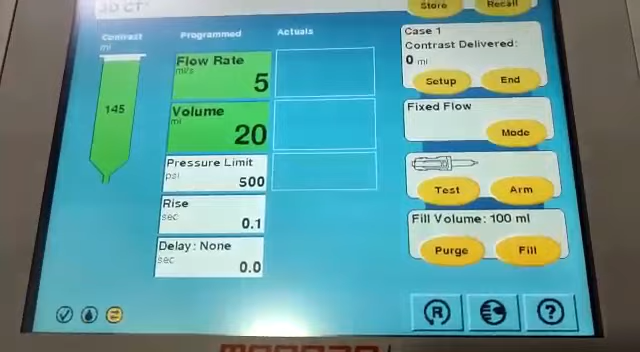 3D CT
Store
Recall
Contrast
ml
145
Programmed
Actuals
Flow Rate
ml/s
5
Volume
ml
20
Pressure Limit
psi
500
Rise
sec
0.1
Delay: None
sec
0.0
Case 1
Contrast Delivered:
0 ml
Setup
End
Fixed Flow
Mode
Test
Arm
Fill Volume: 100 ml
Purge
Fill
R
?